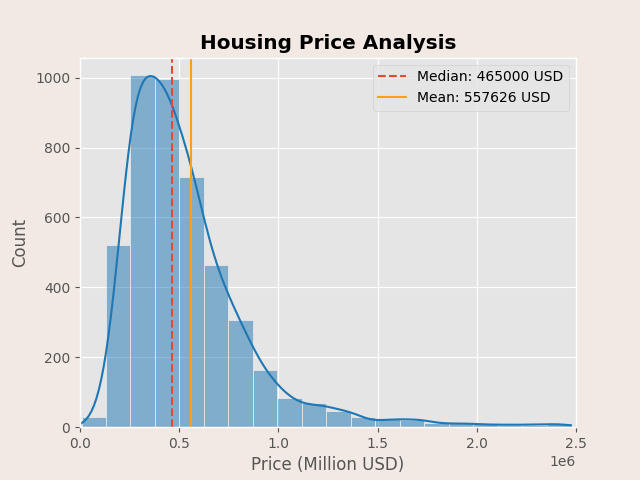 Housing Price Analysis
Median: 465000 USD
Mean: 557626 USD
1000
800
600
400
200
0
Count
0.0 0.5 1.0 1.5 2.0 2.5
1e6
Price (Million USD)